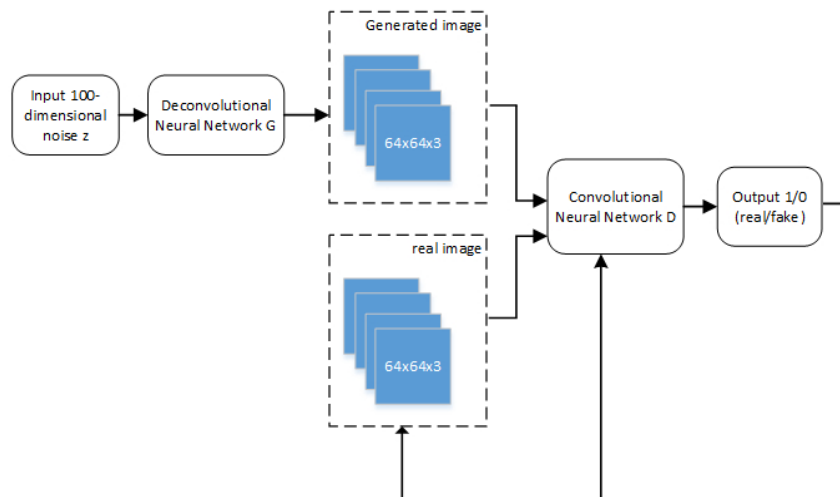 Generated image
Input 100-
dimensional
noise z
Deconvolutional
Neural Network G
64x64x3
Convolutional
Neural Network D
Output 1/0
(real/fake)
real image
64x64x3